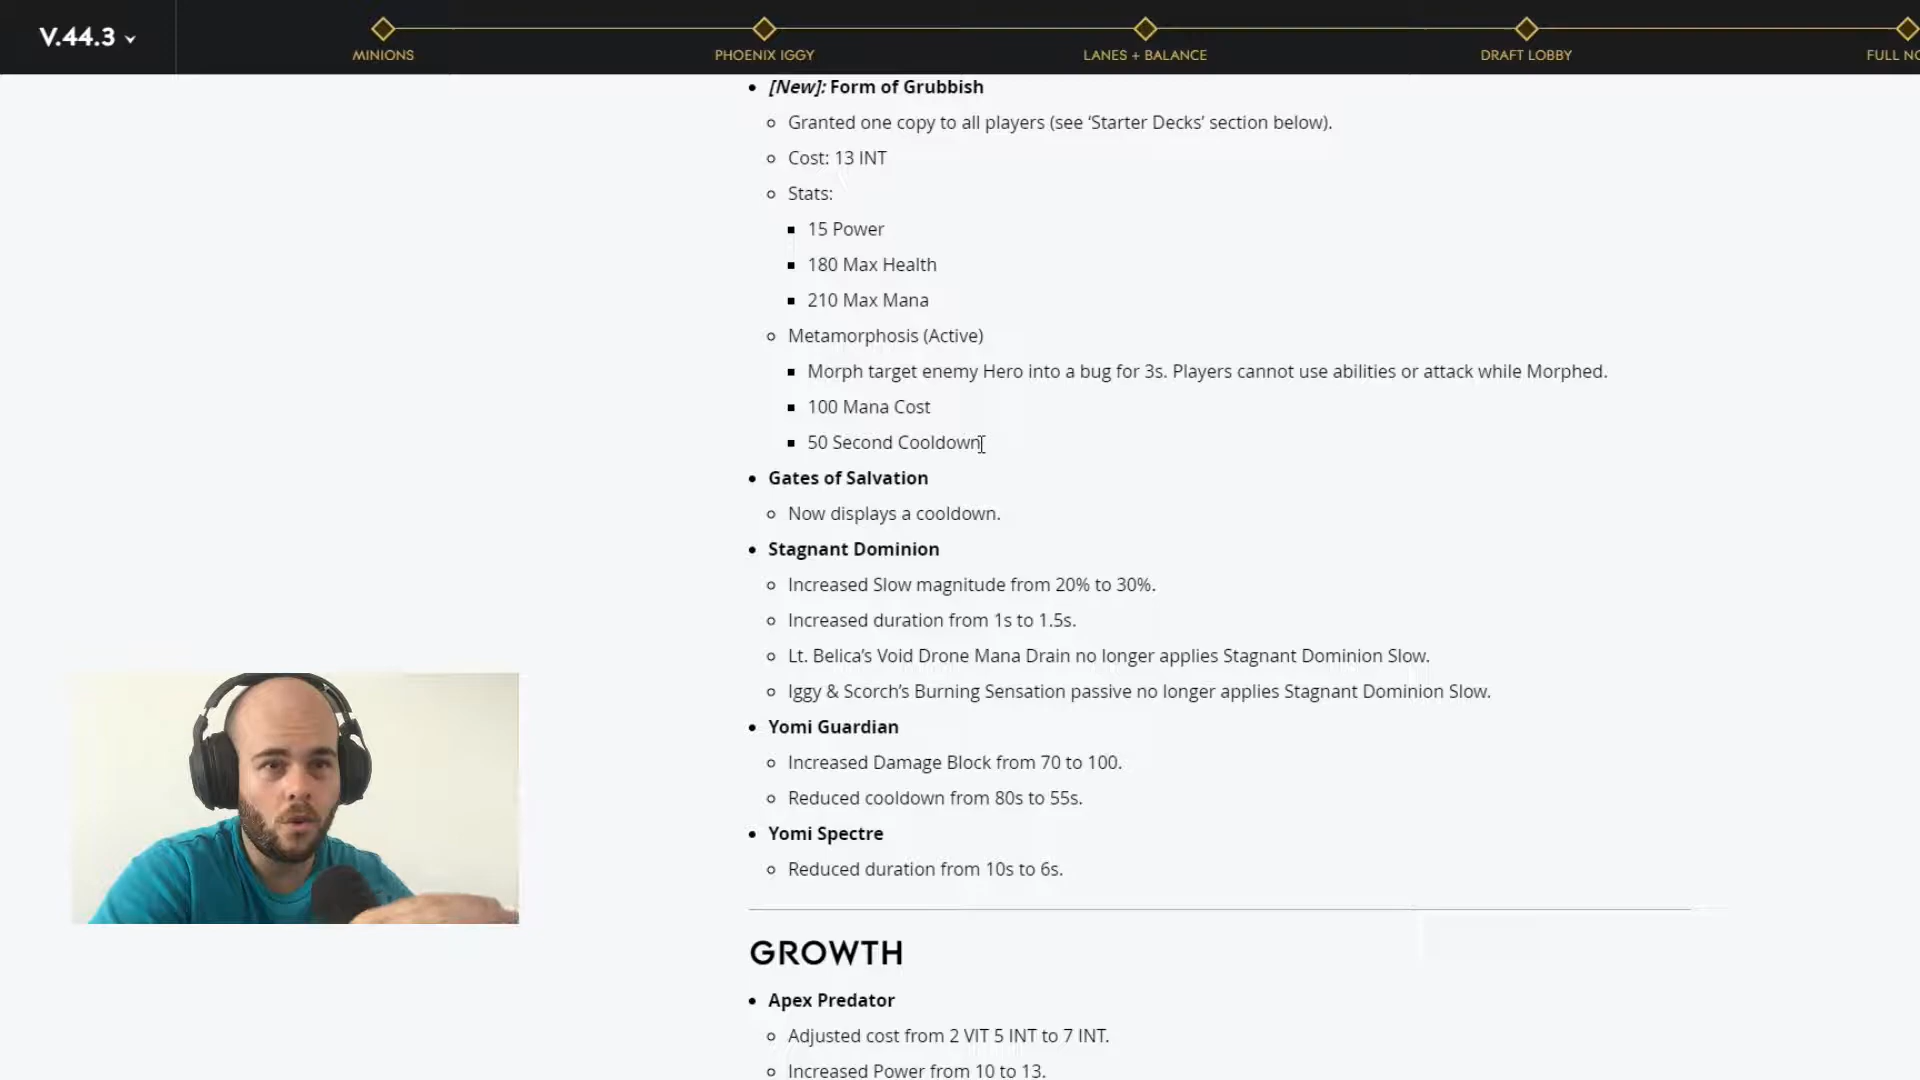 V.44.3
MINIONS
PHOENIX IGGY
LANES + BALANCE
DRAFT LOBBY
FULL NO
[New]: Form of Grubbish
Granted one copy to all players (see ‘Starter Decks’ section below).
Cost: 13 INT
Stats:
15 Power
180 Max Health
210 Max Mana
Metamorphosis (Active)
Morph target enemy Hero into a bug for 3s. Players cannot use abilities or attack while Morphed.
100 Mana Cost
50 Second Cooldown
Gates of Salvation
Now displays a cooldown.
Stagnant Dominion
Increased Slow magnitude from 20% to 30%.
Increased duration from 1s to 1.5s.
Lt. Belica’s Void Drone Mana Drain no longer applies Stagnant Dominion Slow.
Iggy & Scorch’s Burning Sensation passive no longer applies Stagnant Dominion Slow.
Yomi Guardian
Increased Damage Block from 70 to 100.
Reduced cooldown from 80s to 55s.
Yomi Spectre
Reduced duration from 10s to 6s.
GROWTH
Apex Predator
Adjusted cost from 2 VIT 5 INT to 7 INT.
Increased Power from 10 to 13.